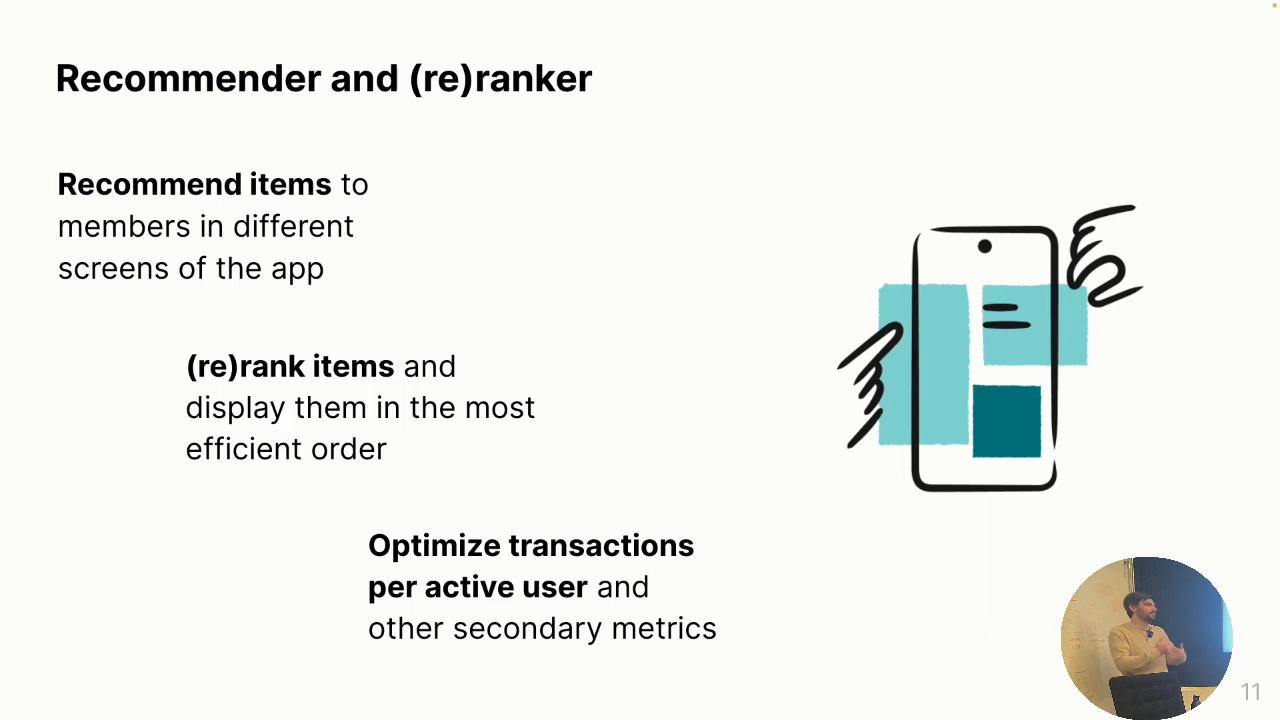 Recommender and (re)ranker
Recommend items to
members in different
screens of the app
(re)rank items and
display them in the most
efficient order
Optimize transactions
per active user and
other secondary metrics
11